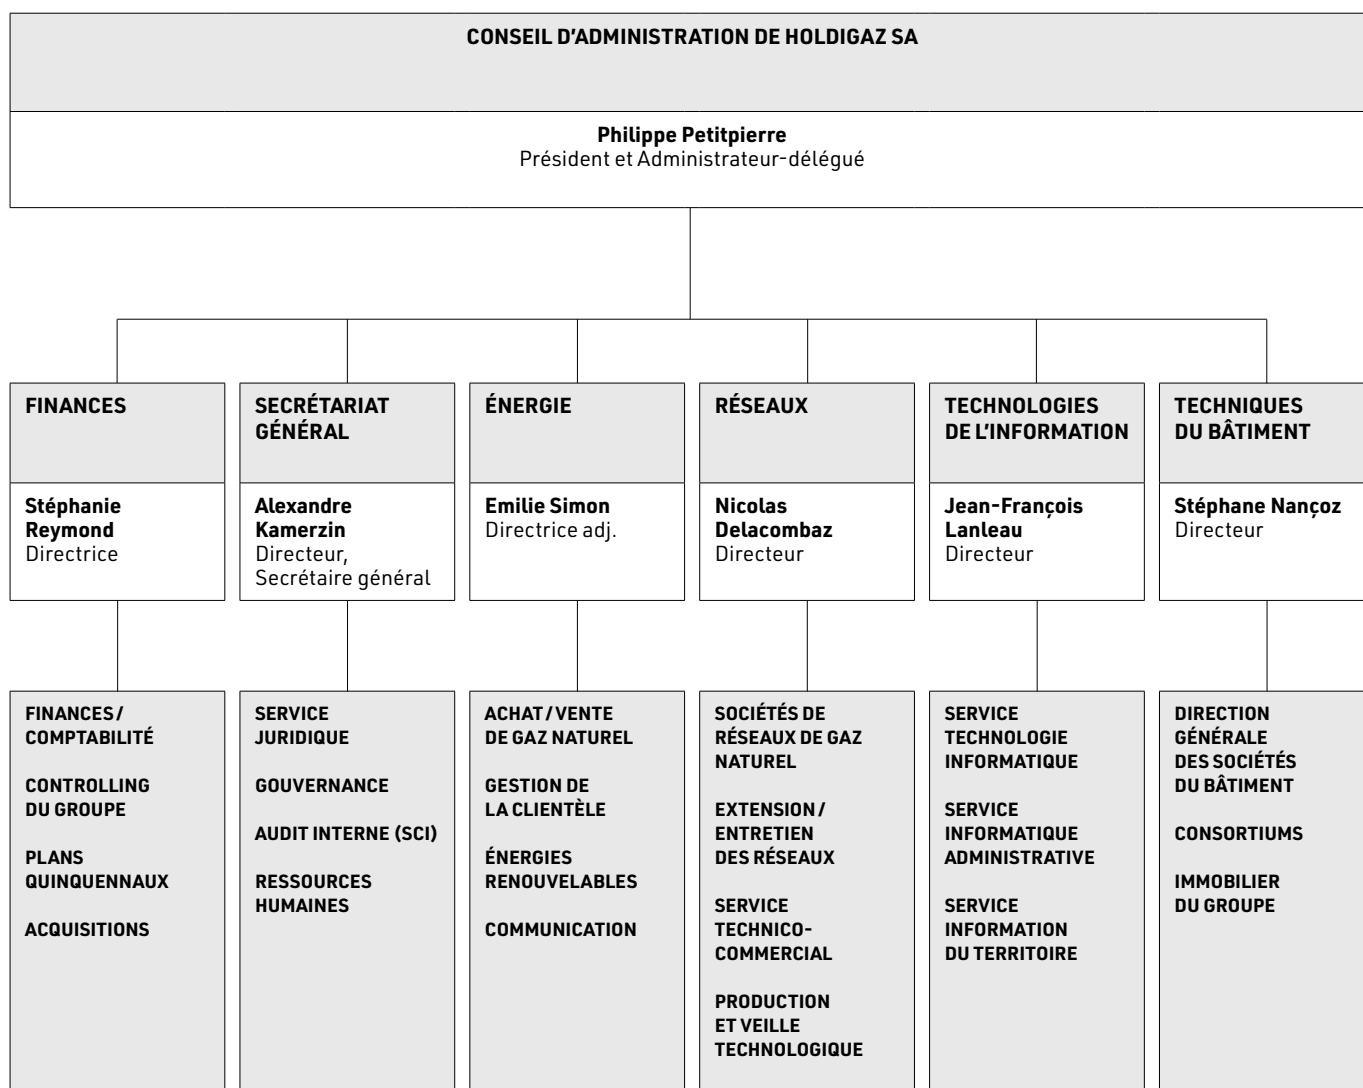 CONSEIL D'ADMINISTRATION DE HOLDIGAZ SA
Philippe Petitpierre
Président et Administrateur-délégué
FINANCES
Stéphanie
Reymond
Directrice
FINANCES/
COMPTABILITÉ
CONTROLLING
DU GROUPE
PLANS
QUINQUENNAUX
ACQUISITIONS
SECRÉTARIAT
GÉNÉRAL
Alexandre
Kamerzin
Directeur,
Secrétaire général
SERVICE
JURIDIQUE
GOUVERNANCE
AUDIT INTERNE (SCI)
RESSOURCES
HUMAINES
ÉNERGIE
Emilie Simon
Directrice adj.
ACHAT/VENTE
DE GAZ NATUREL
GESTION DE
LA CLIENTÈLE
ÉNERGIES
RENOUVELABLES
COMMUNICATION
RÉSEAUX
Nicolas
Delacombaz
Directeur
SOCIÉTÉS DE
RÉSEAUX DE GAZ
NATUREL
EXTENSION/
ENTRETIEN
DES RÉSEAUX
SERVICE
TECHNICO-
COMMERCIAL
PRODUCTION
ET VEILLE
TECHNOLOGIQUE
TECHNOLOGIES
DE L'INFORMATION
Jean-François
Lanleau
Directeur
SERVICE
TECHNOLOGIE
INFORMATIQUE
SERVICE
INFORMATIQUE
ADMINISTRATIVE
SERVICE
INFORMATION
DU TERRITOIRE
TECHNIQUES
DU BÂTIMENT
Stéphane Nançoz
Directeur
DIRECTION
GÉNÉRALE
DES SOCIÉTÉS
DU BÂTIMENT
CONSORTIUMS
IMMOBILIER
DU GROUPE